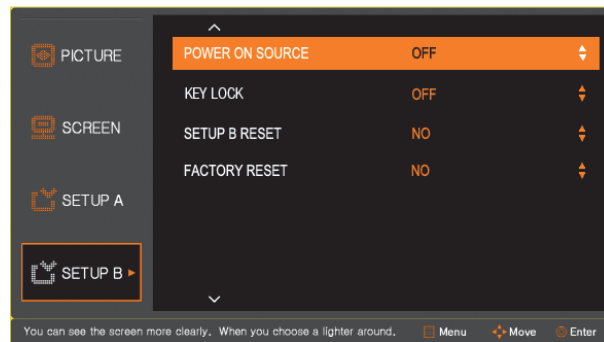 PICTURE
SCREEN
SETUP A
SETUP B
POWER ON SOURCE OFF
KEY LOCK OFF
SETUP B RESET NO
FACTORY RESET NO
You can see the screen more clearly. When you choose a lighter around. Menu Move Enter